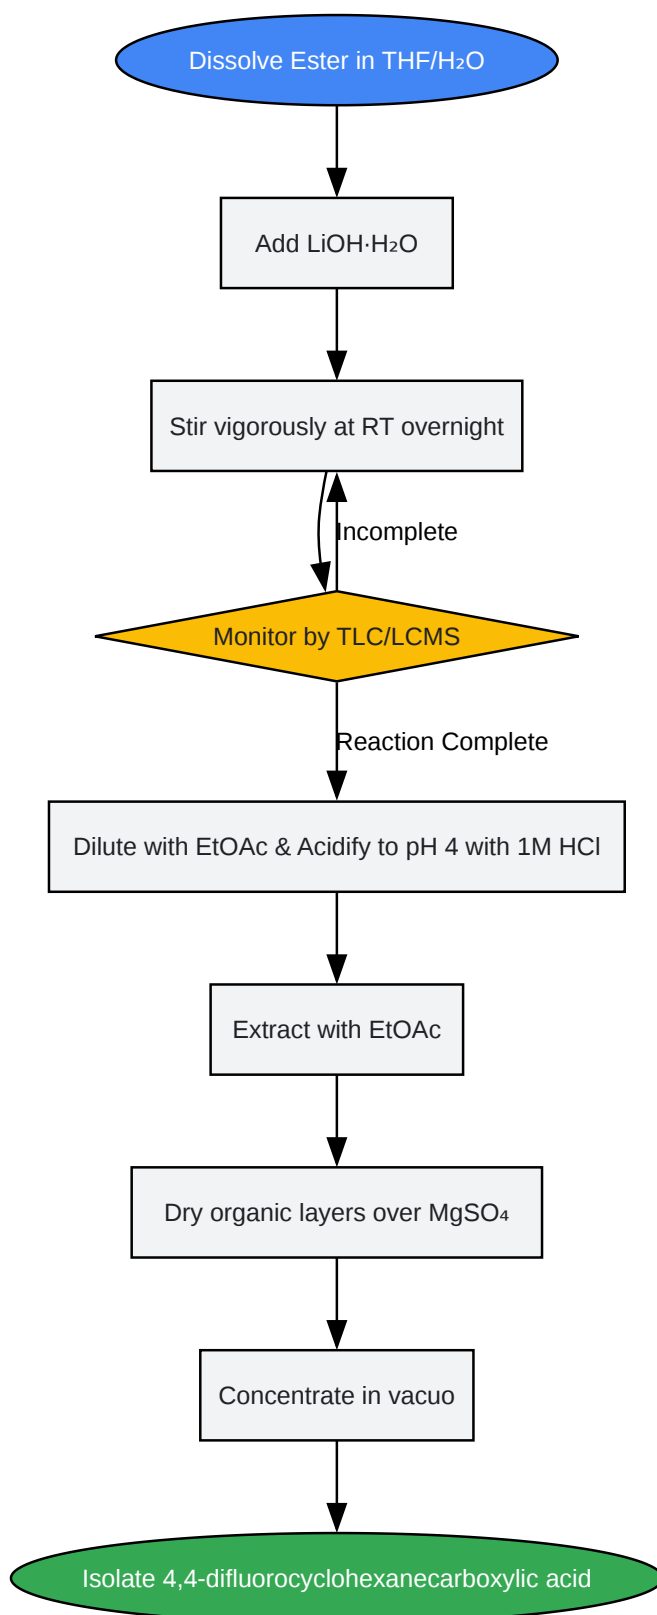 Dissolve Ester in THF/H₂O
Add LiOH·H₂O
Stir vigorously at RT overnight
Incomplete
Monitor by TLC/LCMS
Reaction Complete
Dilute with EtOAc & Acidify to pH 4 with 1M HCl
Extract with EtOAc
Dry organic layers over MgSO₄
Concentrate in vacuo
Isolate 4,4-difluorocyclohexanecarboxylic acid